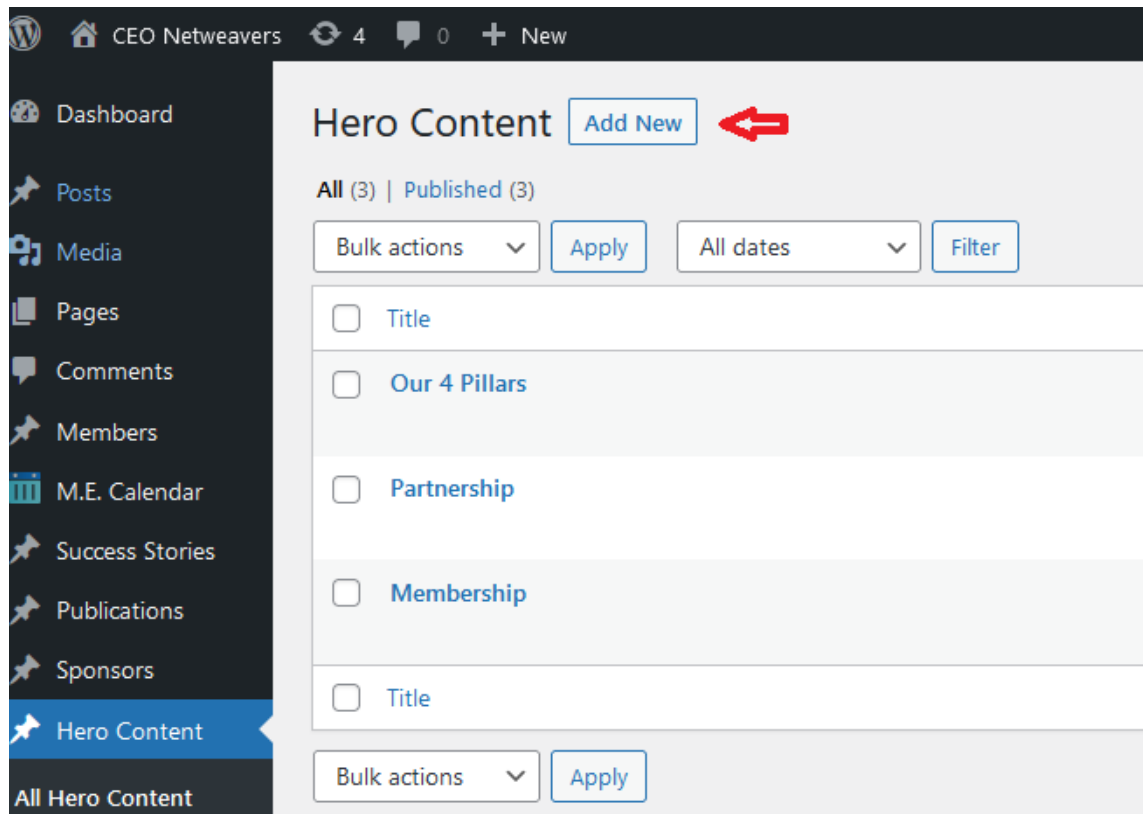 CEO Netweavers 4 0 New
Dashboard
Posts
Media
Pages
Comments
Members
M.E. Calendar
Success Stories
Publications
Sponsors
Hero Content
All Hero Content
Hero Content Add New
All (3) | Published (3)
Bulk actions Apply All dates Filter
Title
Our 4 Pillars
Partnership
Membership
Title
Bulk actions Apply